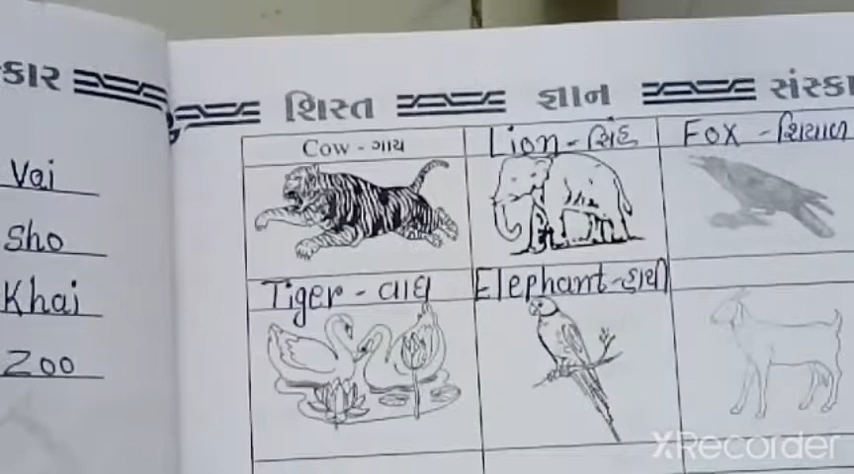 કાર
શિસ્ત જ્ઞાન સંસ્કા
Vai
Sho
Khai
Zoo
Cow - ગાય Lion - સિંહ Fox - શિયાળ
Tiger - વાઘ Elephant - હાથી
XRecorder